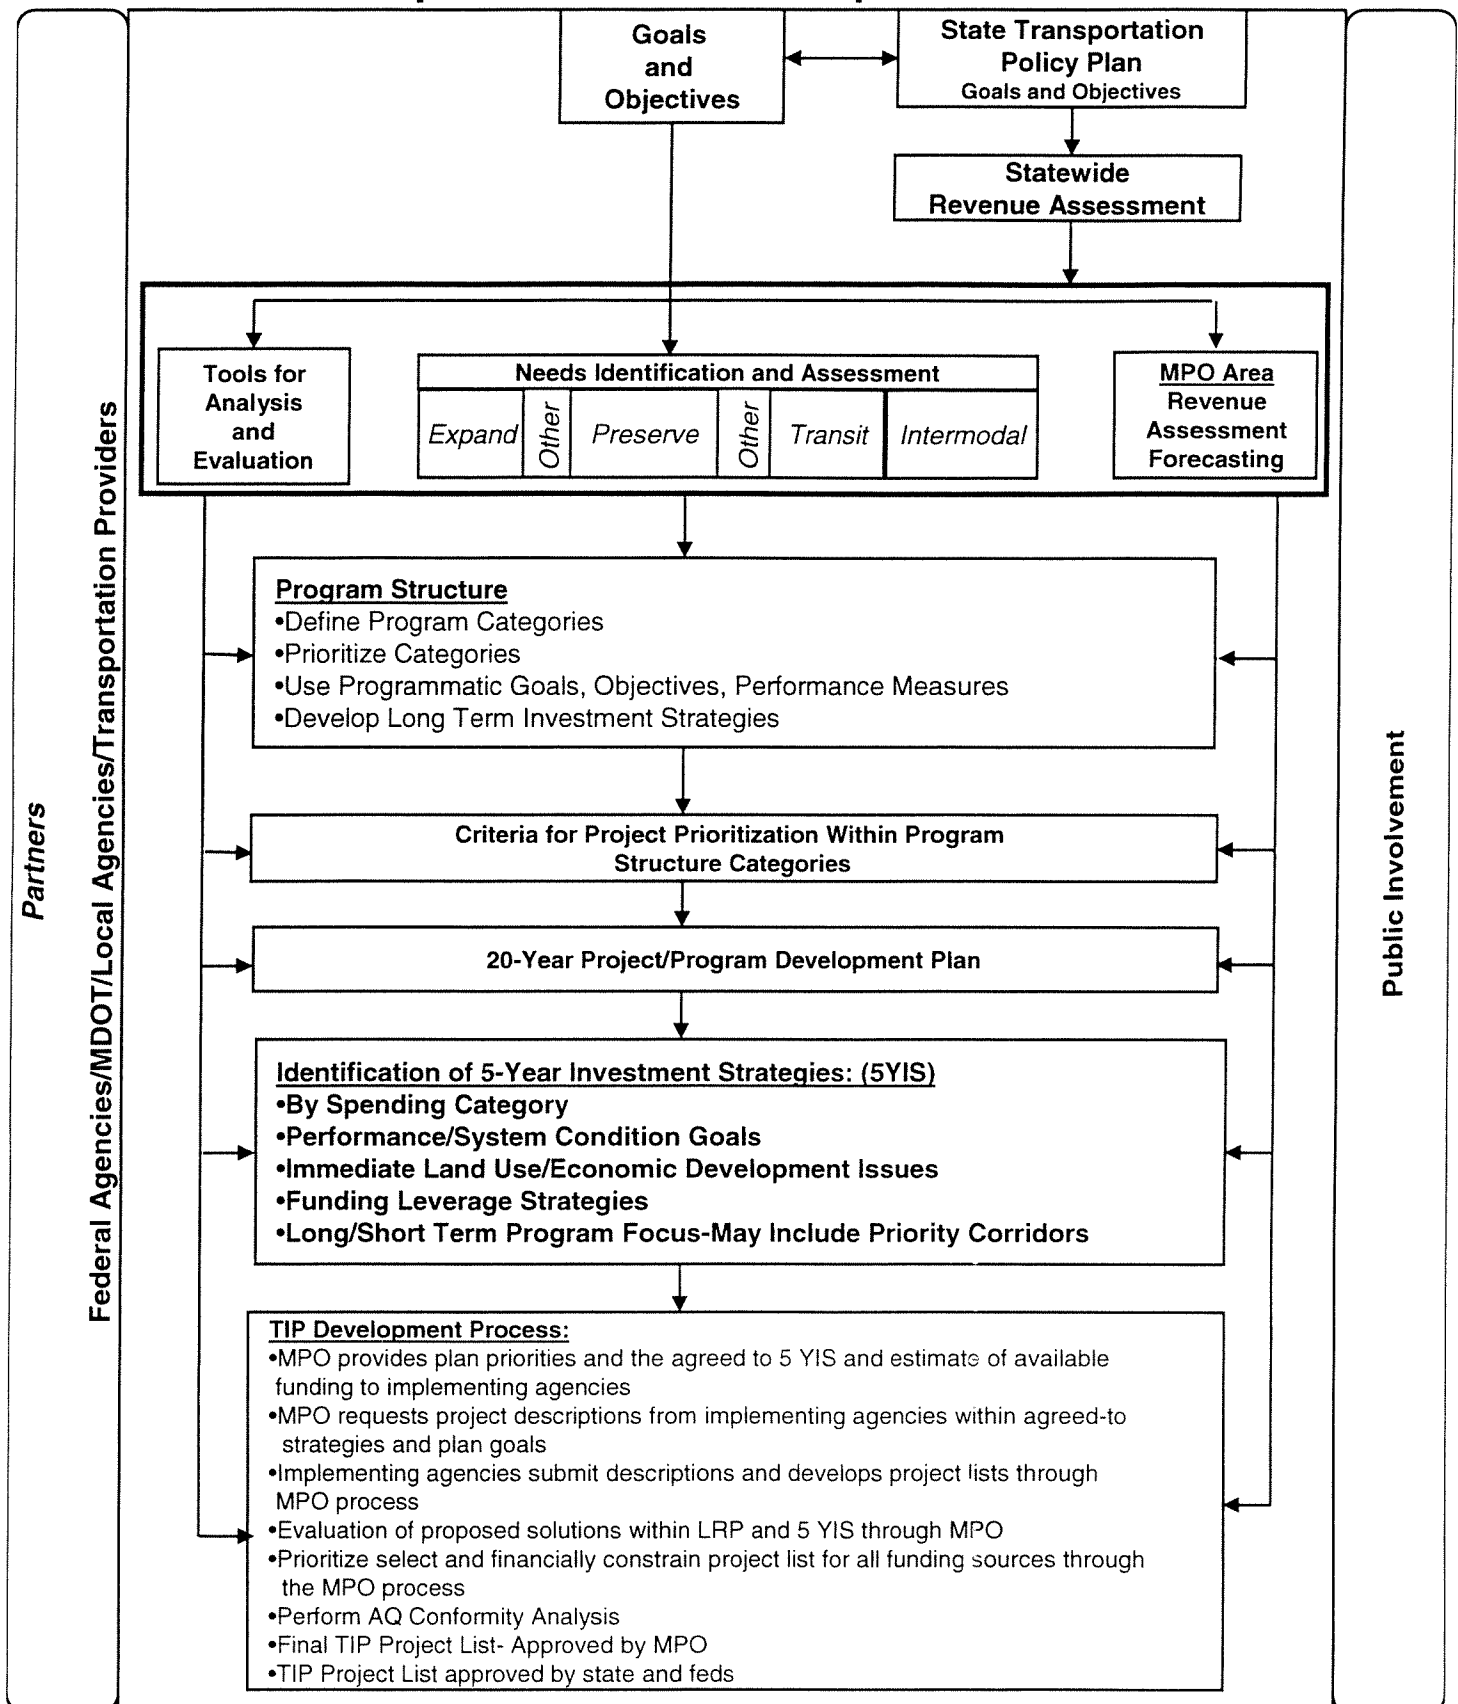 Goals
and
Objectives
State Transportation
Policy Plan
Goals and Objectives
Statewide
Revenue Assessment
Tools for
Analysis
and
Evaluation
Needs Identification and Assessment
Expand
Other
Preserve
Other
Transit
Intermodal
MPO Area
Revenue
Assessment
Forecasting
Partners
Federal Agencies/MDOT/Local Agencies/Transportation Providers
Public Involvement
Program Structure
•Define Program Categories
•Prioritize Categories
•Use Programmatic Goals, Objectives, Performance Measures
•Develop Long Term Investment Strategies
Criteria for Project Prioritization Within Program
Structure Categories
20-Year Project/Program Development Plan
Identification of 5-Year Investment Strategies: (5YIS)
•By Spending Category
•Performance/System Condition Goals
•Immediate Land Use/Economic Development Issues
•Funding Leverage Strategies
•Long/Short Term Program Focus-May Include Priority Corridors
TIP Development Process:
•MPO provides plan priorities and the agreed to 5 YIS and estimate of available
funding to implementing agencies
•MPO requests project descriptions from implementing agencies within agreed-to
strategies and plan goals
•Implementing agencies submit descriptions and develops project lists through
MPO process
•Evaluation of proposed solutions within LRP and 5 YIS through MPO
•Prioritize select and financially constrain project list for all funding sources through
the MPO process
•Perform AQ Conformity Analysis
•Final TIP Project List- Approved by MPO
•TIP Project List approved by state and feds